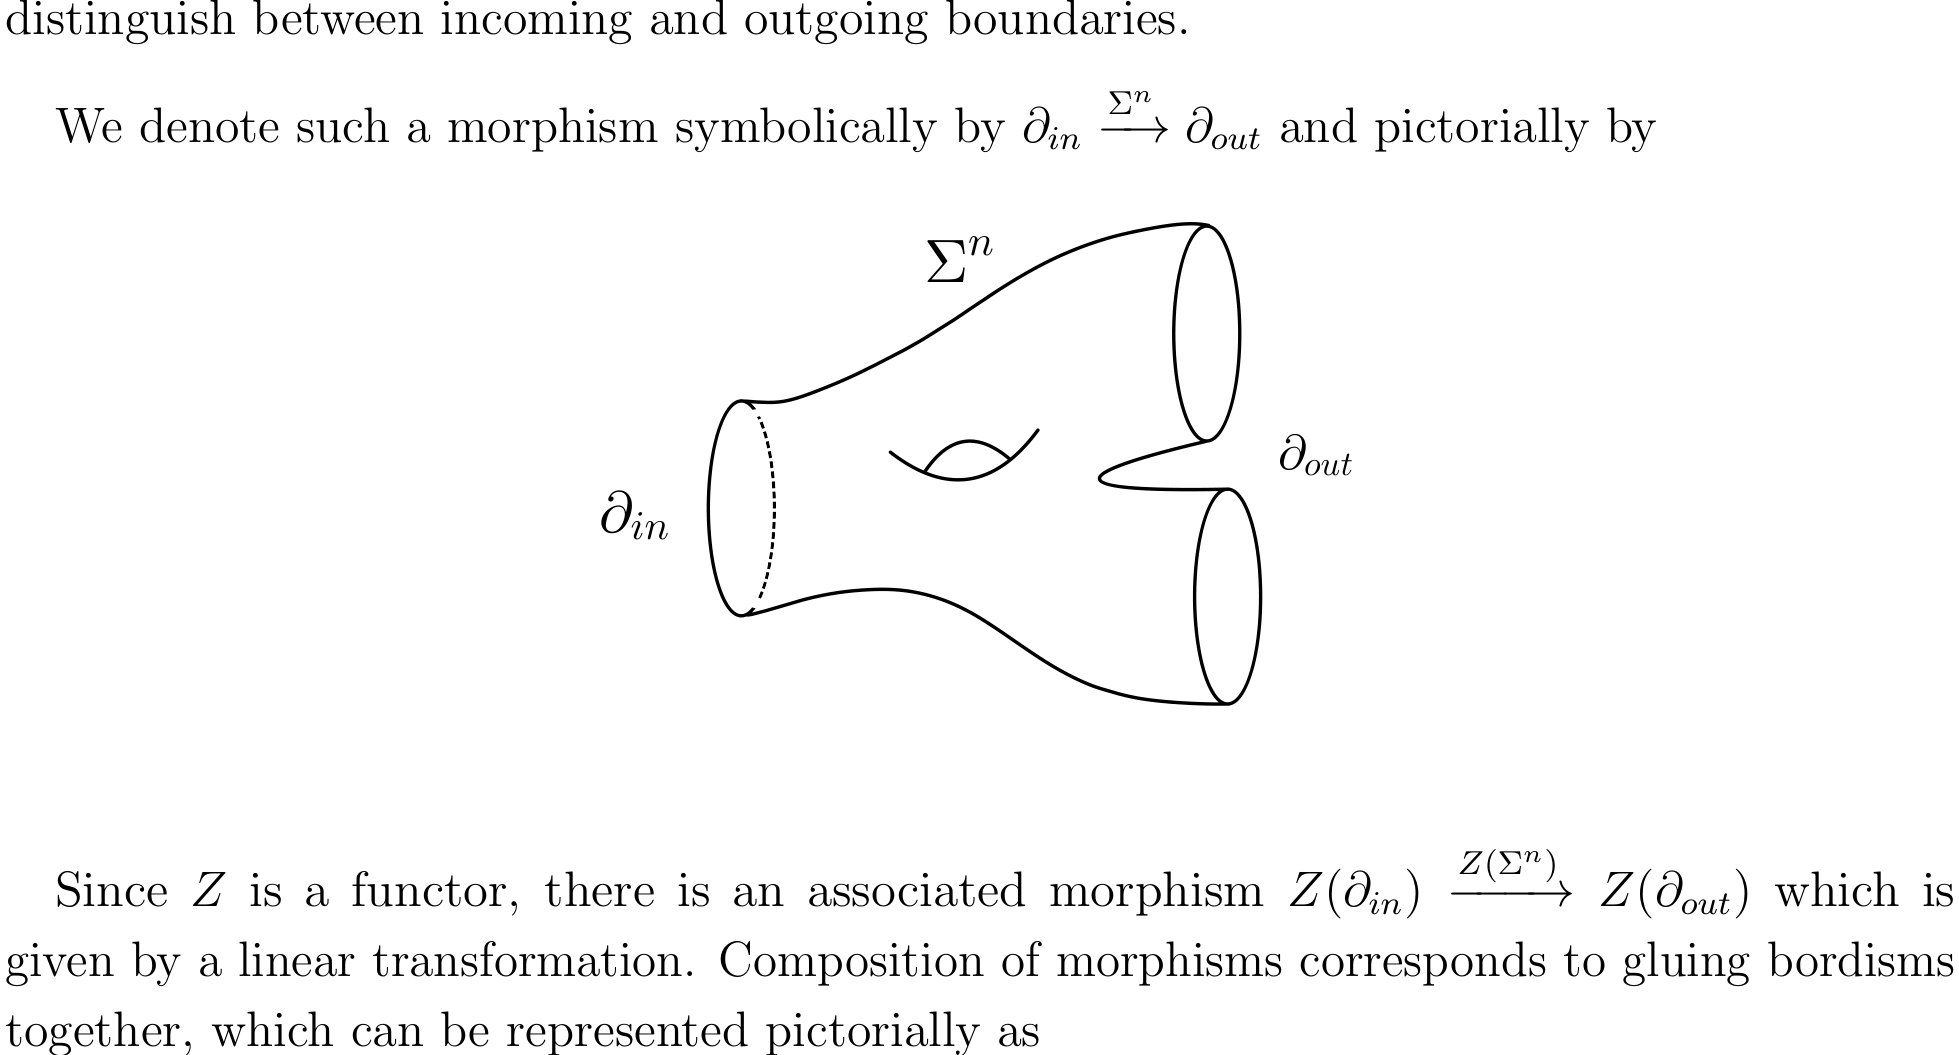 distinguish between incoming and outgoing boundaries.
We denote such a morphism symbolically by ∂_in \xrightarrow{Σ^n} ∂_out and pictorially by
Σ^n
∂_out
∂_in
Since Z is a functor, there is an associated morphism Z(∂_in) \xrightarrow{Z(Σ^n)} Z(∂_out) which is
given by a linear transformation. Composition of morphisms corresponds to gluing bordisms
together, which can be represented pictorially as